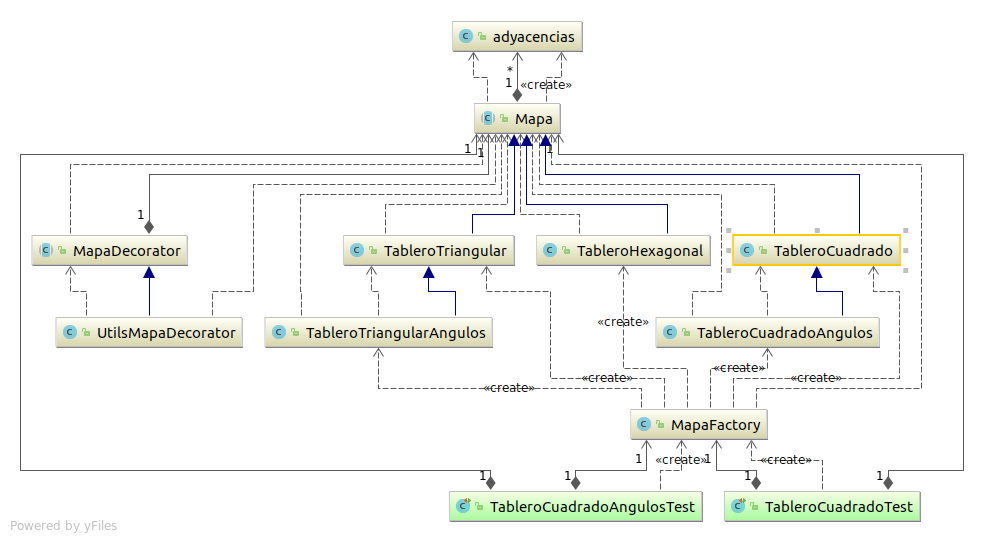 adyacencias
*
1 «create»
Mapa
1 1 1
1
MapaDecorator
TableroTriangular
TableroHexagonal
TableroCuadrado
UtilsMapaDecorator
TableroTriangularAngulos
«create»
TableroCuadradoAngulos
«create»
«create»
«create»
«create»
MapaFactory
1 «create» 1 «create»
1 1 1 1
TableroCuadradoAngulosTest
TableroCuadradoTest
Powered by yFiles